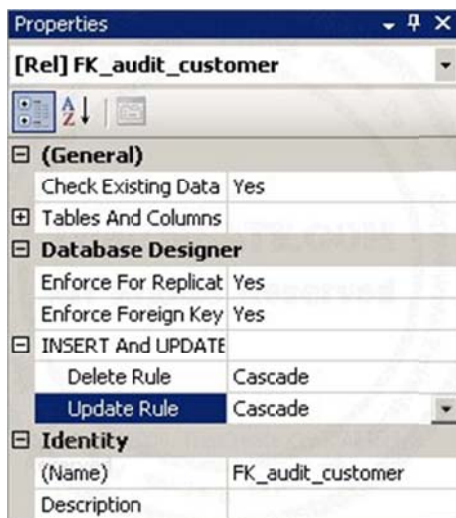 Properties
[Rel] FK_audit_customer
(General)
Check Existing Data Yes
Tables And Columns
Database Designer
Enforce For Replicat Yes
Enforce Foreign Key Yes
INSERT And UPDATE
Delete Rule Cascade
Update Rule Cascade
Identity
(Name) FK_audit_customer
Description